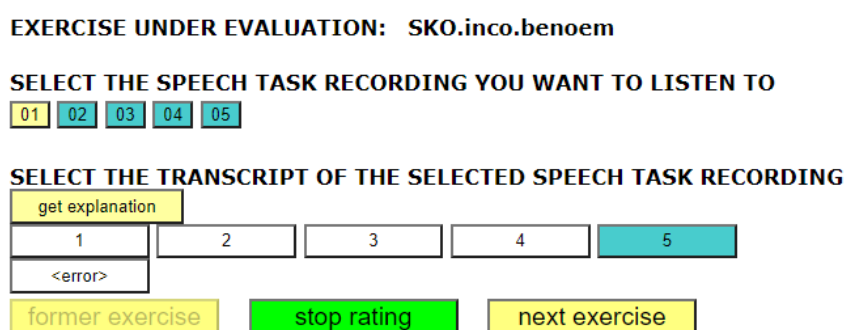 EXERCISE UNDER EVALUATION: SKO.inco.benoem
SELECT THE SPEECH TASK RECORDING YOU WANT TO LISTEN TO
01 02 03 04 05
SELECT THE TRANSCRIPT OF THE SELECTED SPEECH TASK RECORDING
get explanation
1 2 3 4 5
<error>
former exercise stop rating next exercise